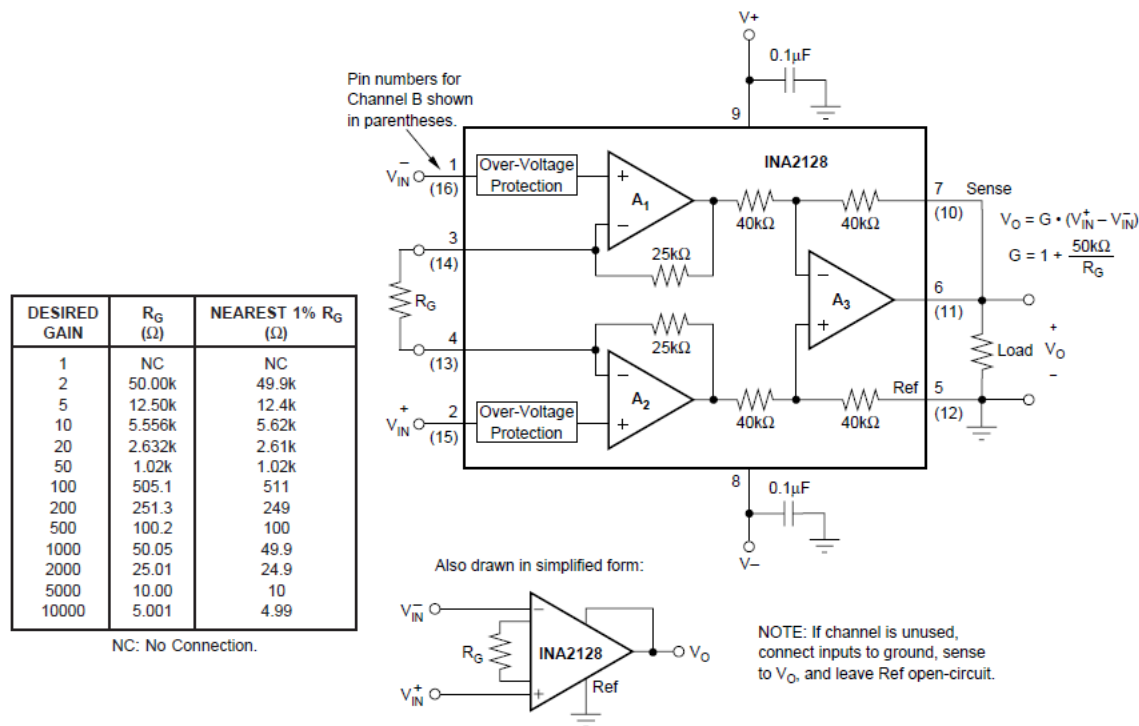 V+
0.1μF
Pin numbers for
Channel B shown
in parentheses.
9
INA2128
V–IN
1
(16)
Over-Voltage
Protection
+
A1
–
40kΩ
40kΩ
7
(10)
Sense
VO = G • (V+IN – V–IN)
G = 1 + 50kΩ
RG
3
(14)
25kΩ
–
A3
+
6
(11)
RG
4
(13)
25kΩ
–
A2
+
Load
+
VO
–
V+IN
2
(15)
Over-Voltage
Protection
40kΩ
40kΩ
Ref
5
(12)
8
0.1μF
V–
DESIRED GAIN RG (Ω) NEAREST 1% RG (Ω)
1 NC NC
2 50.00k 49.9k
5 12.50k 12.4k
10 5.556k 5.62k
20 2.632k 2.61k
50 1.02k 1.02k
100 505.1 511
200 251.3 249
500 100.2 100
1000 50.05 49.9
2000 25.01 24.9
5000 10.00 10
10000 5.001 4.99
NC: No Connection.
Also drawn in simplified form:
V–IN
–
RG
INA2128
VO
V+IN
+
Ref
NOTE: If channel is unused,
connect inputs to ground, sense
to VO, and leave Ref open-circuit.